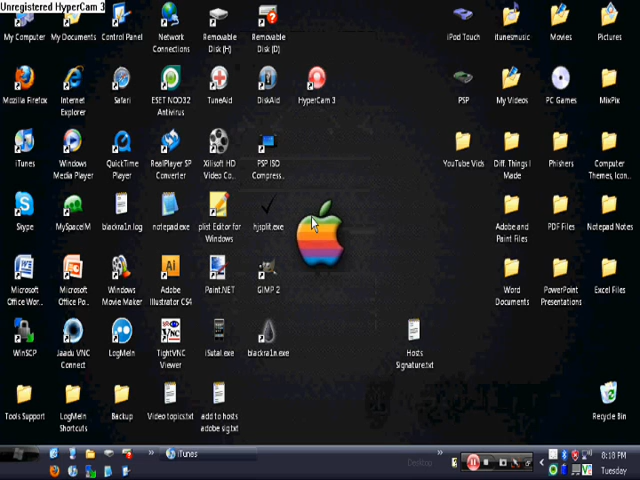 Unregistered HyperCam 3
My Computer
My Documents
Control Panel
Network
Connections
Removable
Disk (H)
Removable
Disk (D)
iPod Touch
itunesmusic
Movies
Pictures
Mozilla Firefox
Internet
Explorer
Safari
ESET NOD32
Antivirus
TuneAid
DiskAid
HyperCam 3
PSP
My Videos
PC Games
MixPix
iTunes
Windows
Media Player
QuickTime
Player
RealPlayer SP
Converter
Xilisoft HD
Video Co...
PSP ISO
Compress...
YouTube Vids
Diff. Things I
Made
Phishers
Computer
Themes, Icon...
Skype
MySpaceIM
blackra1n.log
notepad.exe
plist Editor for
Windows
hjsplit.exe
Adobe and
Paint Files
PDF Files
Notepad Notes
Microsoft
Office Wor...
Microsoft
Office Po...
Windows
Movie Maker
Adobe
Illustrator CS4
Paint.NET
GIMP 2
Word
Documents
PowerPoint
Presentations
Excel Files
WinSCP
Jaadu VNC
Connect
LogMeIn
TightVNC
Viewer
iSutal.exe
blackra1n.exe
Hosts
Signature.txt
Tools Support
LogMeIn
Shortcuts
Backup
Video topics.txt
add to hosts
adobe sig.txt
Recycle Bin
iTunes
Desktop
8:18 PM
Tuesday